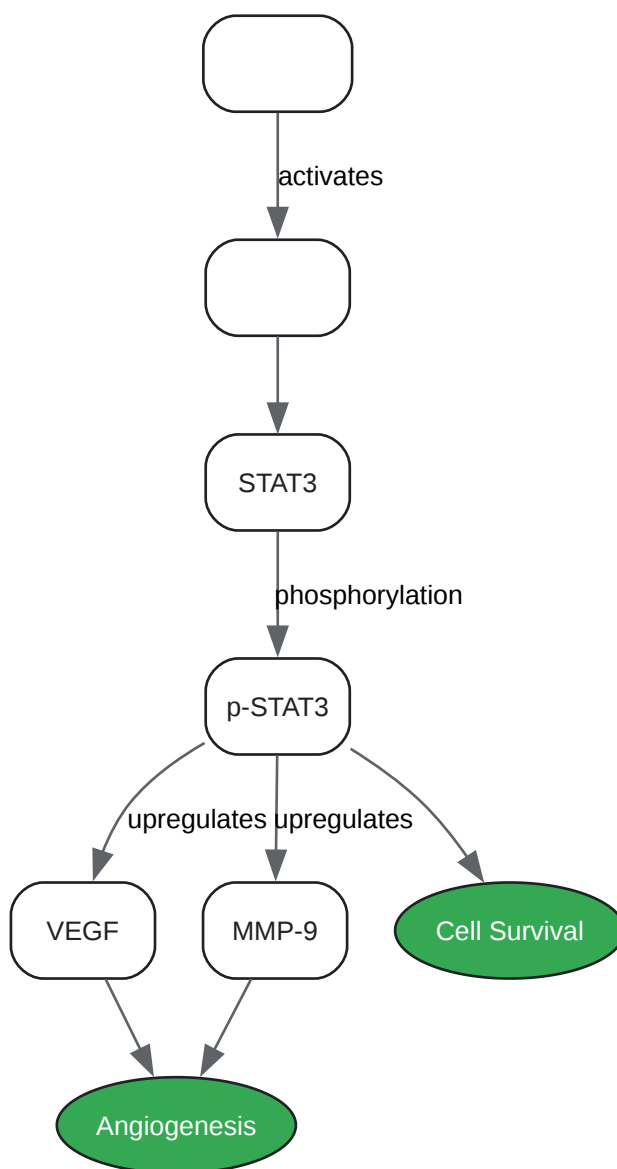 activates
STAT3
phosphorylation
p-STAT3
upregulates upregulates
VEGF
MMP-9
Cell Survival
Angiogenesis